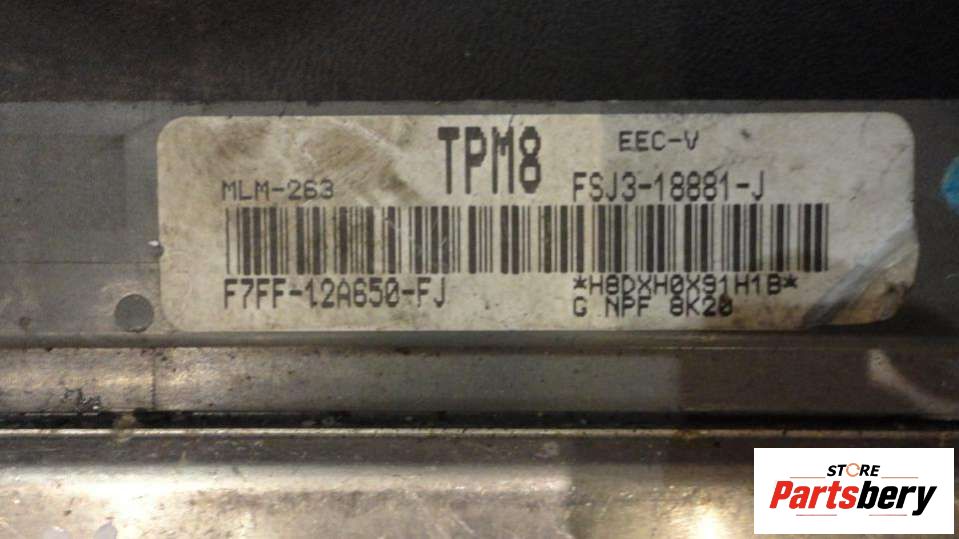 TPM8 EEC-V
MLM-263 FSJ3-18881-J
F7FF-12A650-FJ *H8DXH0X91H1B*
G NPF 8K20
STORE
Partsbery